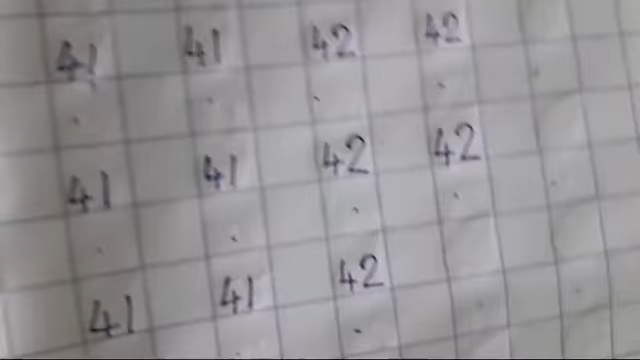 41 41 42 42
. . . .
41 41 42 42
. . . .
41 41 42
. .